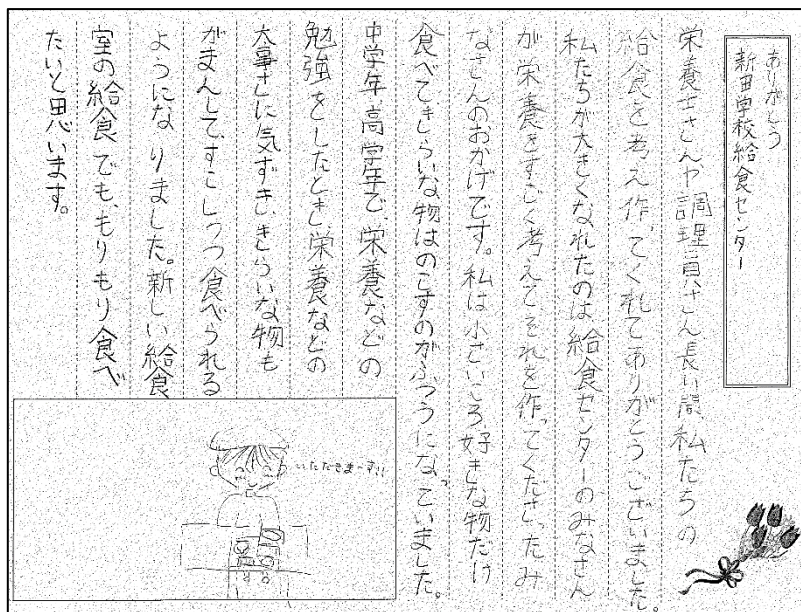 ありがとう
新田学校給食センター
栄養士さんや調理員さん長い間私たちの
給食を考え作ってくれてありがとうございました。
私たちが大きくなれたのは給食センターのみなさん
が栄養をすごく考えてそれを作ってくださったみ
なさんのおかげです。私は小さいころ好きな物だけ
食べて、きらいな物はのこすのがふつうになっていました。
中学年、高学年で、栄養などの
勉強をしたとき栄養などの
大事さに気ずき、きらいな物も
がまんして、すこしづつ食べられる
ようになりました。新しい給食
室の給食でも、もりもり食べ
たいと思います。
いただきまーす!!